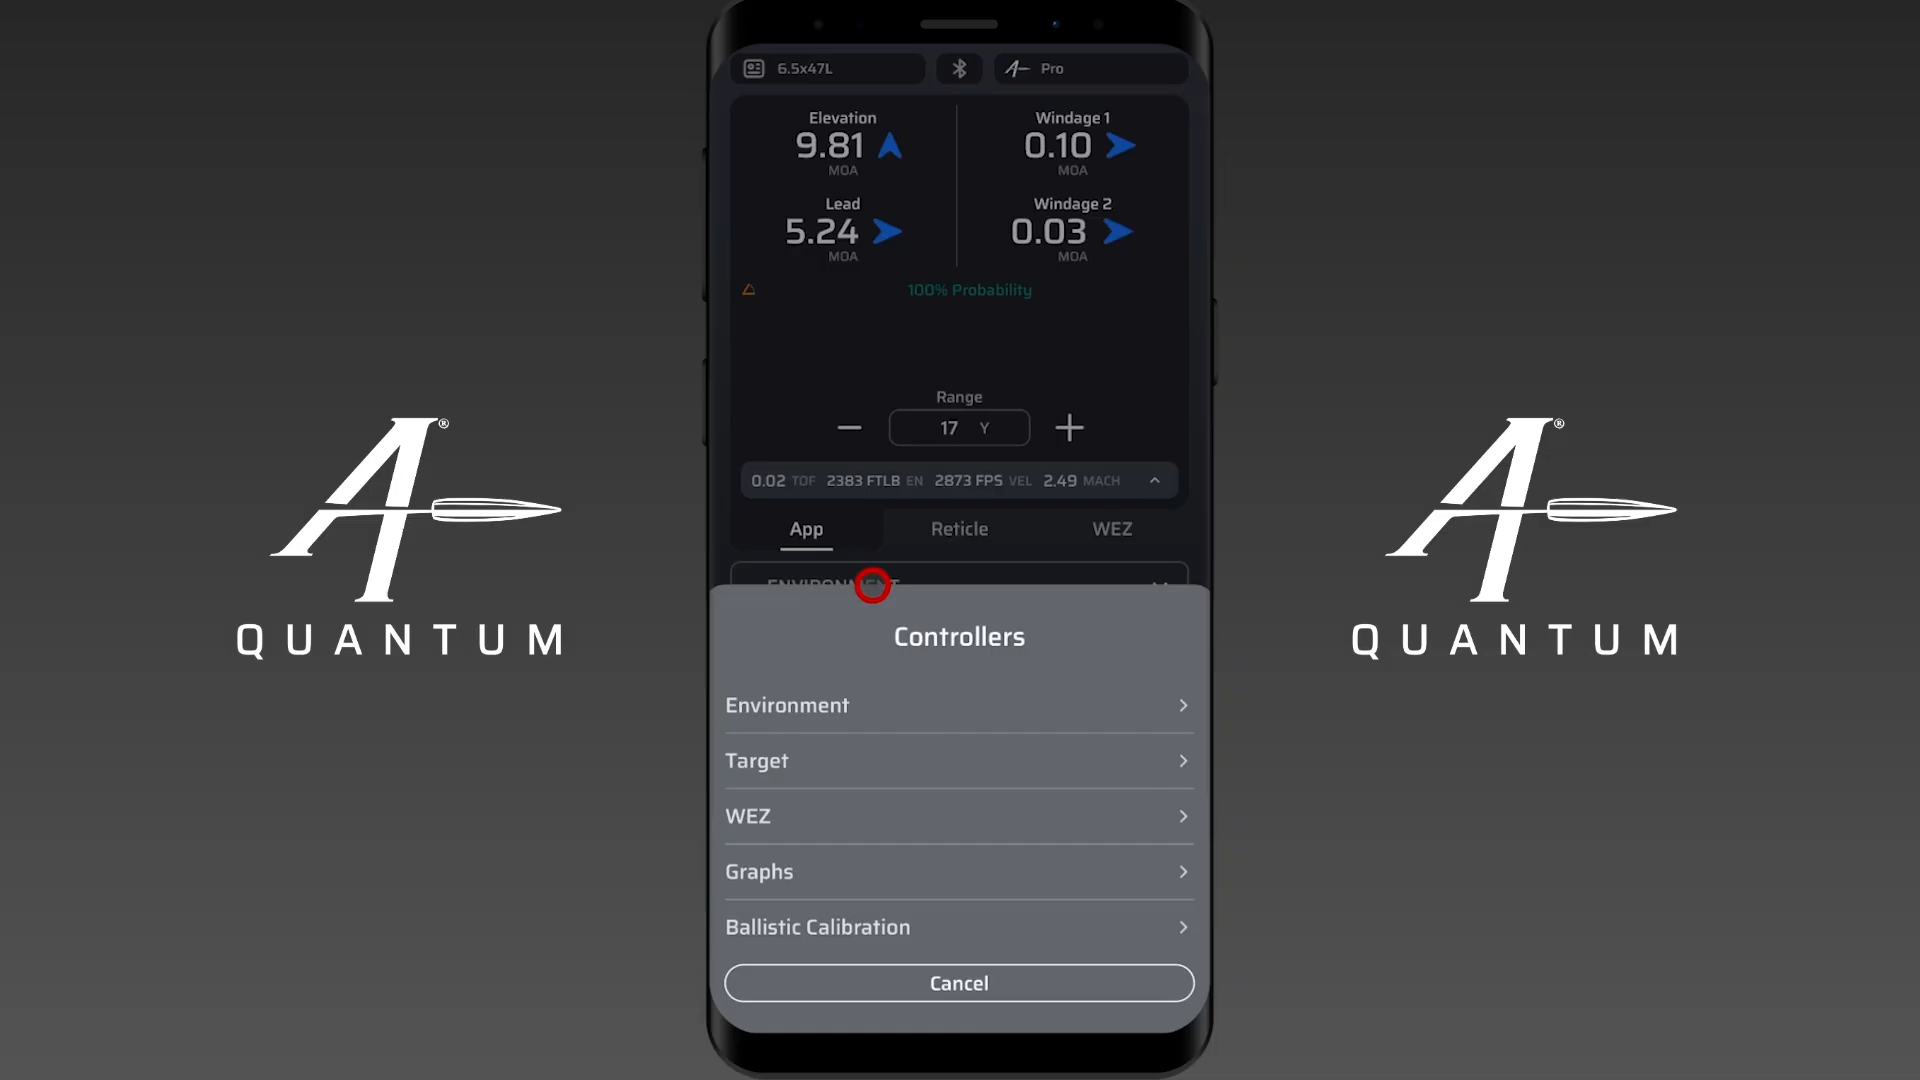 6.5x47L
Pro
Elevation
9.81
MOA
Windage 1
0.10
MOA
Lead
5.24
MOA
Windage 2
0.03
MOA
100% Probability
Range
17 Y
0.02 TOF 2383 FTLB EN 2873 FPS VEL 2.49 MACH
App Reticle WEZ
ENVIRONMENT
Controllers
Environment
Target
WEZ
Graphs
Ballistic Calibration
Cancel
A®
QUANTUM
A®
QUANTUM